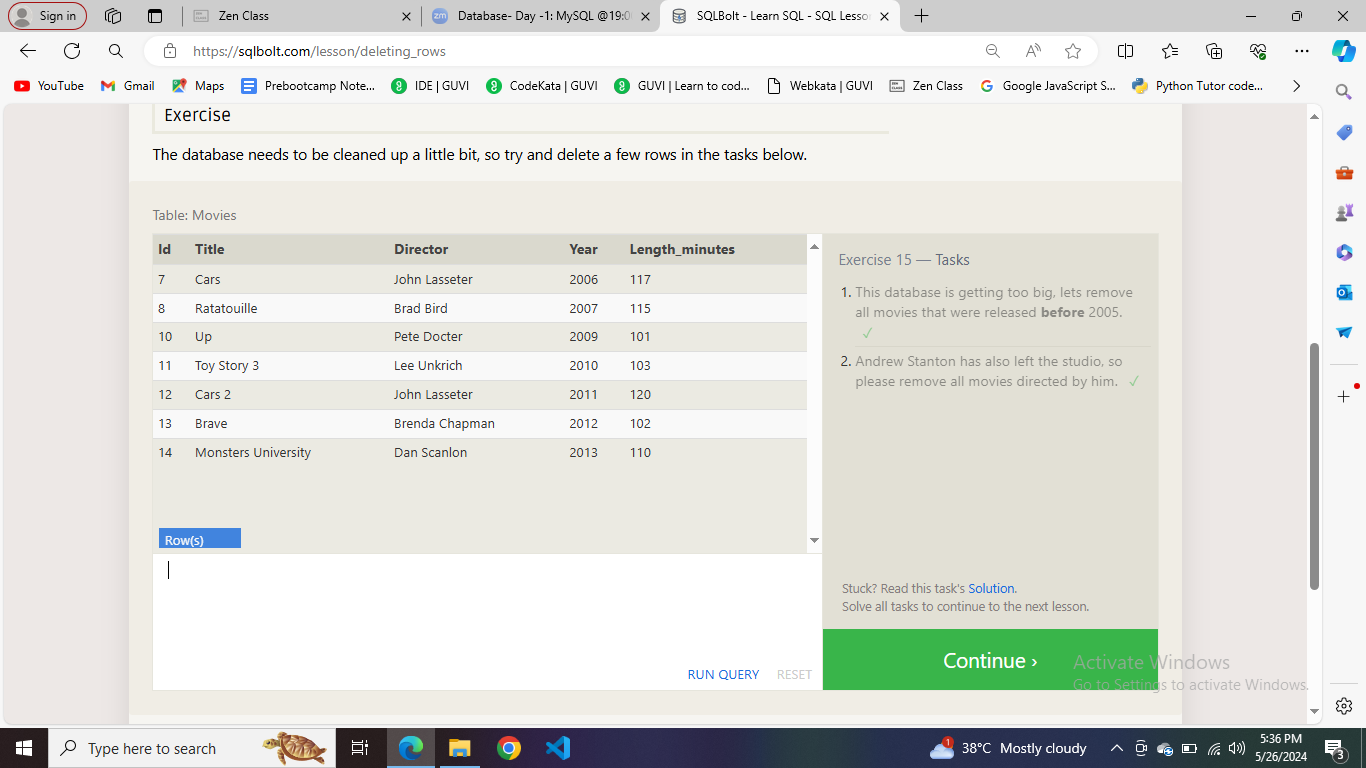 Sign in
Zen Class
Database- Day -1: MySQL @19:0
SQLBolt - Learn SQL - SQL Lesso
https://sqlbolt.com/lesson/deleting_rows
YouTube Gmail Maps Prebootcamp Note... IDE | GUVI CodeKata | GUVI GUVI | Learn to cod... Webkata | GUVI Zen Class Google JavaScript S... Python Tutor code...
Exercise
The database needs to be cleaned up a little bit, so try and delete a few rows in the tasks below.
Table: Movies
Id Title Director Year Length_minutes
7 Cars John Lasseter 2006 117
8 Ratatouille Brad Bird 2007 115
10 Up Pete Docter 2009 101
11 Toy Story 3 Lee Unkrich 2010 103
12 Cars 2 John Lasseter 2011 120
13 Brave Brenda Chapman 2012 102
14 Monsters University Dan Scanlon 2013 110
Row(s)
RUN QUERY RESET
Exercise 15 — Tasks
1. This database is getting too big, lets remove
all movies that were released before 2005.
✓
2. Andrew Stanton has also left the studio, so
please remove all movies directed by him. ✓
Stuck? Read this task's Solution.
Solve all tasks to continue to the next lesson.
Continue ›
Activate Windows
Go to Settings to activate Windows.
Type here to search
1
38°C Mostly cloudy
5:36 PM
5/26/2024
3